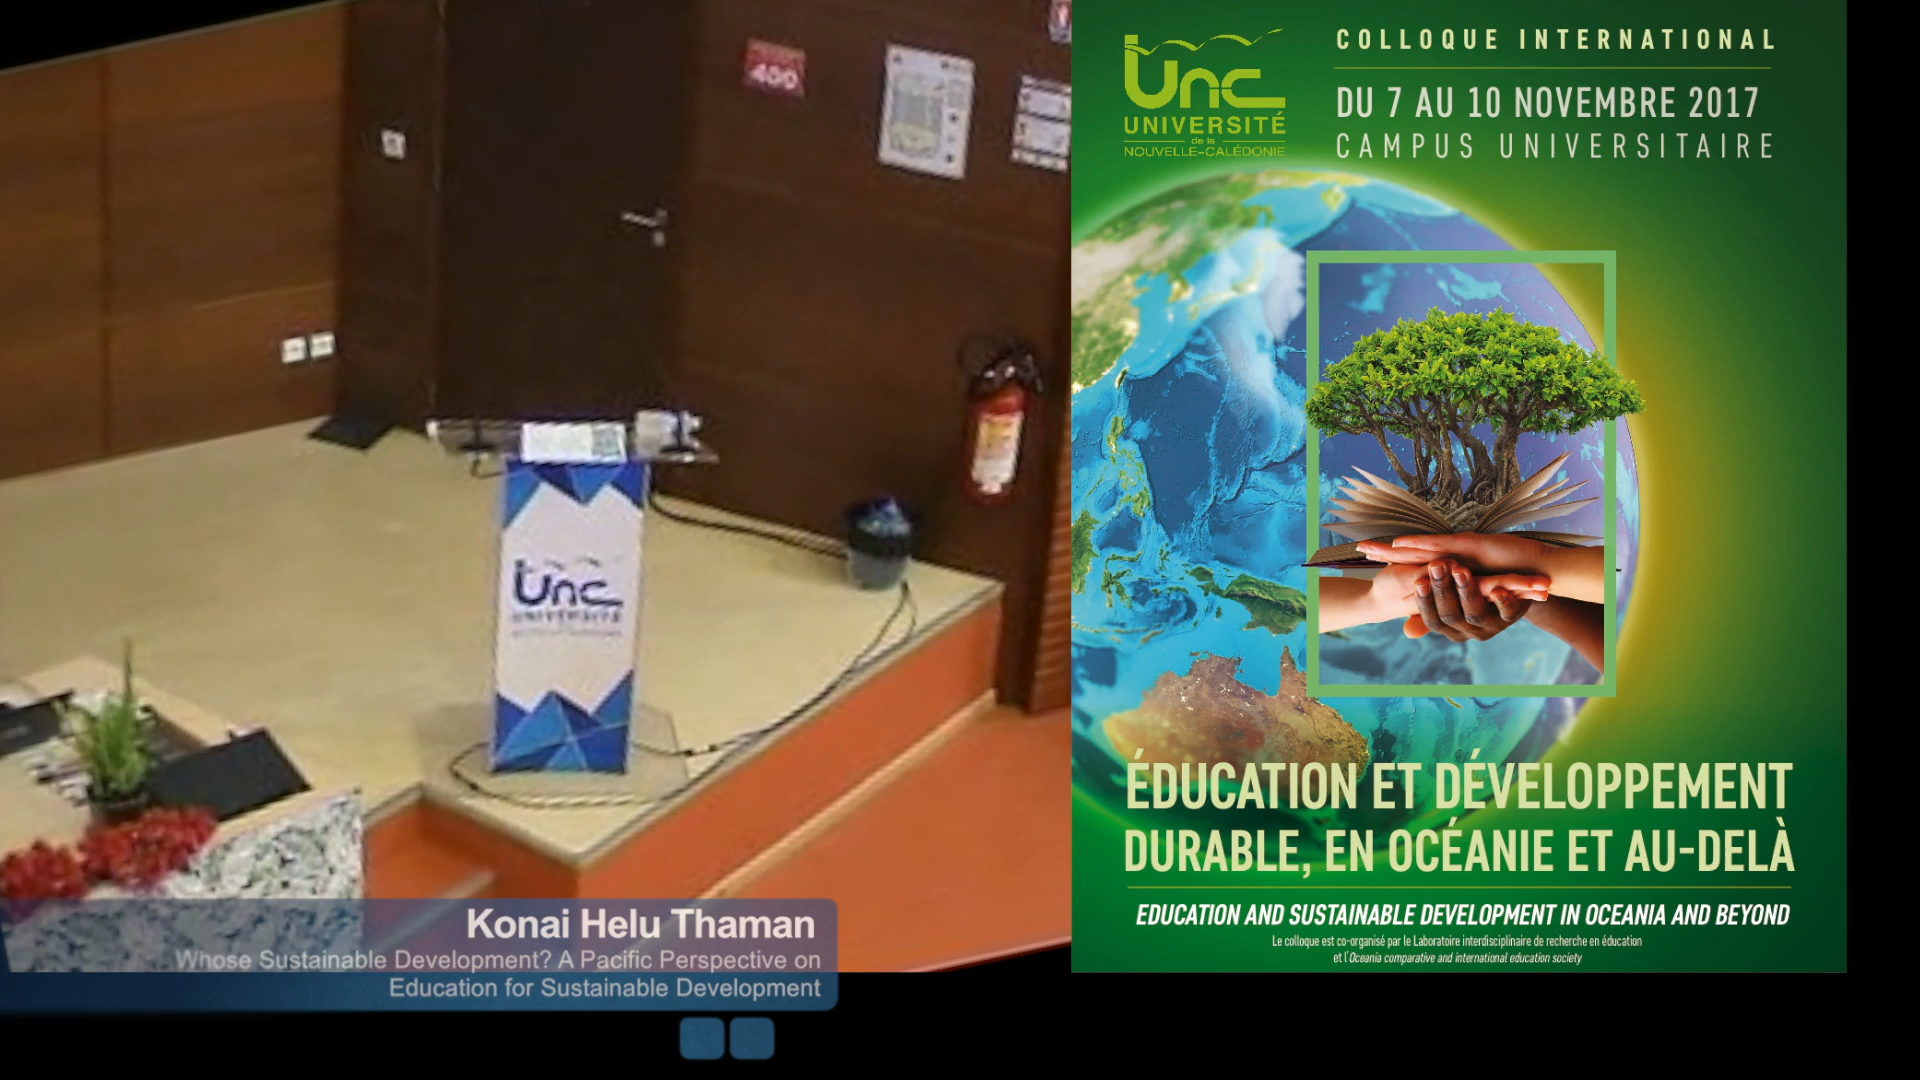 400
Unc
UNIVERSITÉ
Konai Helu Thaman
Whose Sustainable Development? A Pacific Perspective on
Education for Sustainable Development
Unc
UNIVERSITÉ
de la
NOUVELLE-CALÉDONIE
COLLOQUE INTERNATIONAL
DU 7 AU 10 NOVEMBRE 2017
CAMPUS UNIVERSITAIRE
ÉDUCATION ET DÉVELOPPEMENT
DURABLE, EN OCÉANIE ET AU-DELÀ
EDUCATION AND SUSTAINABLE DEVELOPMENT IN OCEANIA AND BEYOND
Le colloque est co-organisé par le Laboratoire interdisciplinaire de recherche en éducation
et l'Oceania comparative and international education society